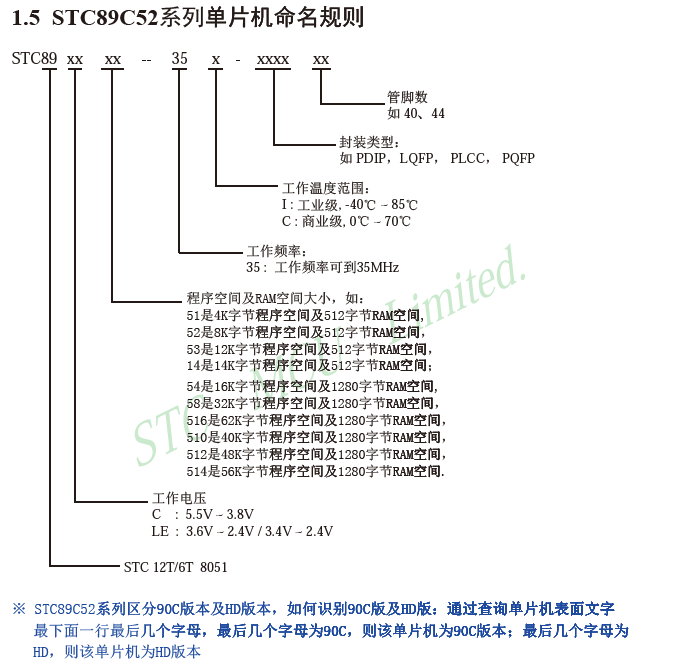 1.5 STC89C52系列单片机命名规则
STC89 xx xx -- 35 x - xxxx xx
管脚数
如 40、44
封装类型：
如 PDIP，LQFP， PLCC， PQFP
工作温度范围：
I : 工业级, -40℃ ~ 85℃
C : 商业级, 0℃ ~ 70℃
工作频率：
35 : 工作频率可到35MHz
程序空间及RAM空间大小，如：
51是4K字节程序空间及512字节RAM空间,
52是8K字节程序空间及512字节RAM空间，
53是12K字节程序空间及512字节RAM空间，
14是14K字节程序空间及512字节RAM空间；
54是16K字节程序空间及1280字节RAM空间,
58是32K字节程序空间及1280字节RAM空间，
516是62K字节程序空间及1280字节RAM空间，
510是40K字节程序空间及1280字节RAM空间，
512是48K字节程序空间及1280字节RAM空间，
514是56K字节程序空间及1280字节RAM空间.
工作电压
C : 5.5V ~ 3.8V
LE : 3.6V ~ 2.4V / 3.4V ~ 2.4V
STC 12T/6T 8051
STC MCU Limited.
※ STC89C52系列区分90C版本及HD版本，如何识别90C版及HD版：通过查询单片机表面文字
最下面一行最后几个字母，最后几个字母为90C，则该单片机为90C版本；最后几个字母为
HD，则该单片机为HD版本